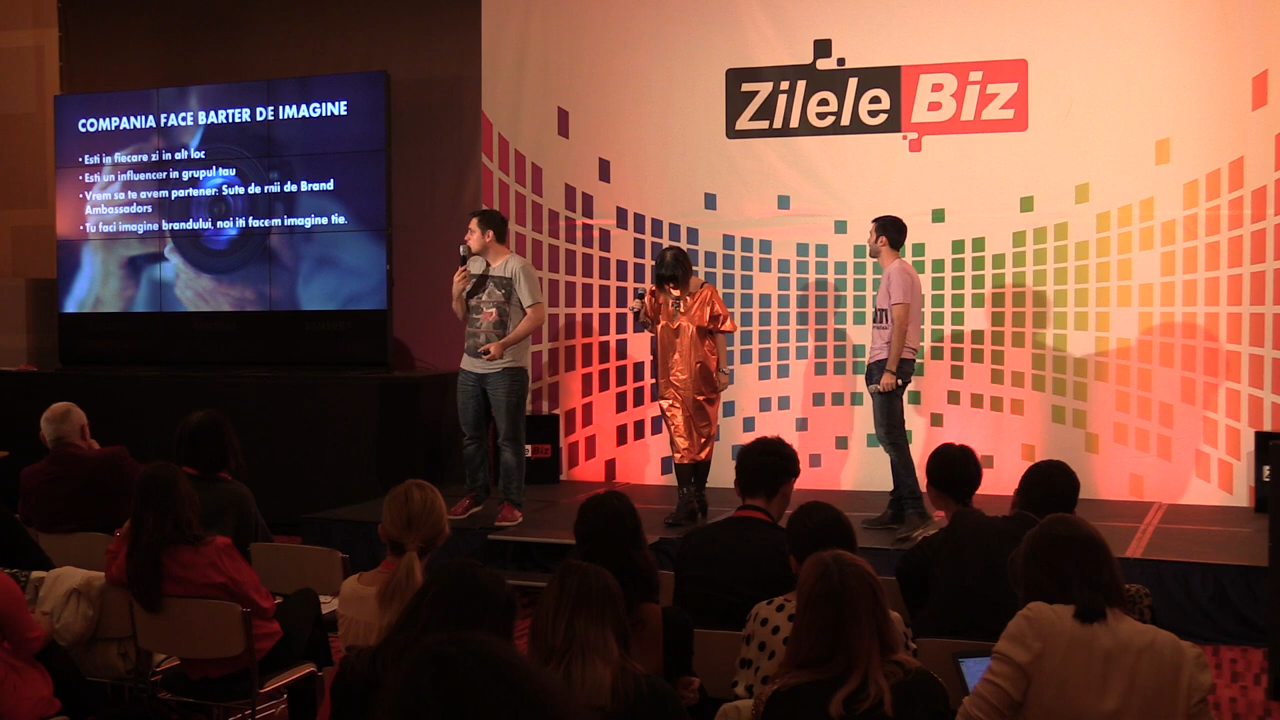 COMPANIA FACE BARTER DE IMAGINE
• Esti in fiecare zi in alt loc
• Esti un influencer in grupul tau
• Vrem sa te avem partener: Sute de mii de Brand
Ambassadors
• Tu faci imagine brandului, noi iti facem imagine tie.
Zilele Biz
Biz